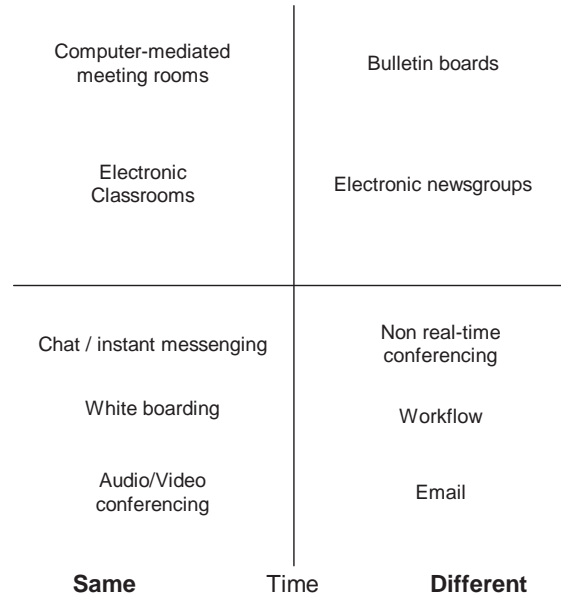 Computer-mediated
meeting rooms
Bulletin boards
Electronic
Classrooms
Electronic newsgroups
Chat / instant messenging
Non real-time
conferencing
White boarding
Workflow
Audio/Video
conferencing
Email
Same Time Different